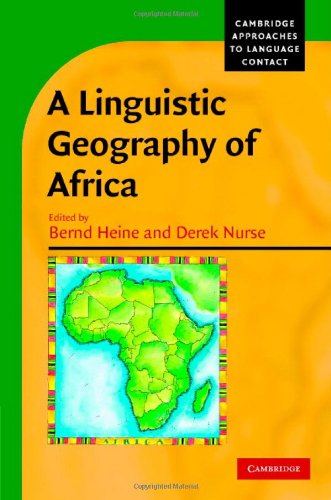 CAMBRIDGE
APPROACHES
TO LANGUAGE
CONTACT
A Linguistic
Geography of
Africa
Edited by
Bernd Heine and Derek Nurse
AFRICA
CAMBRIDGE